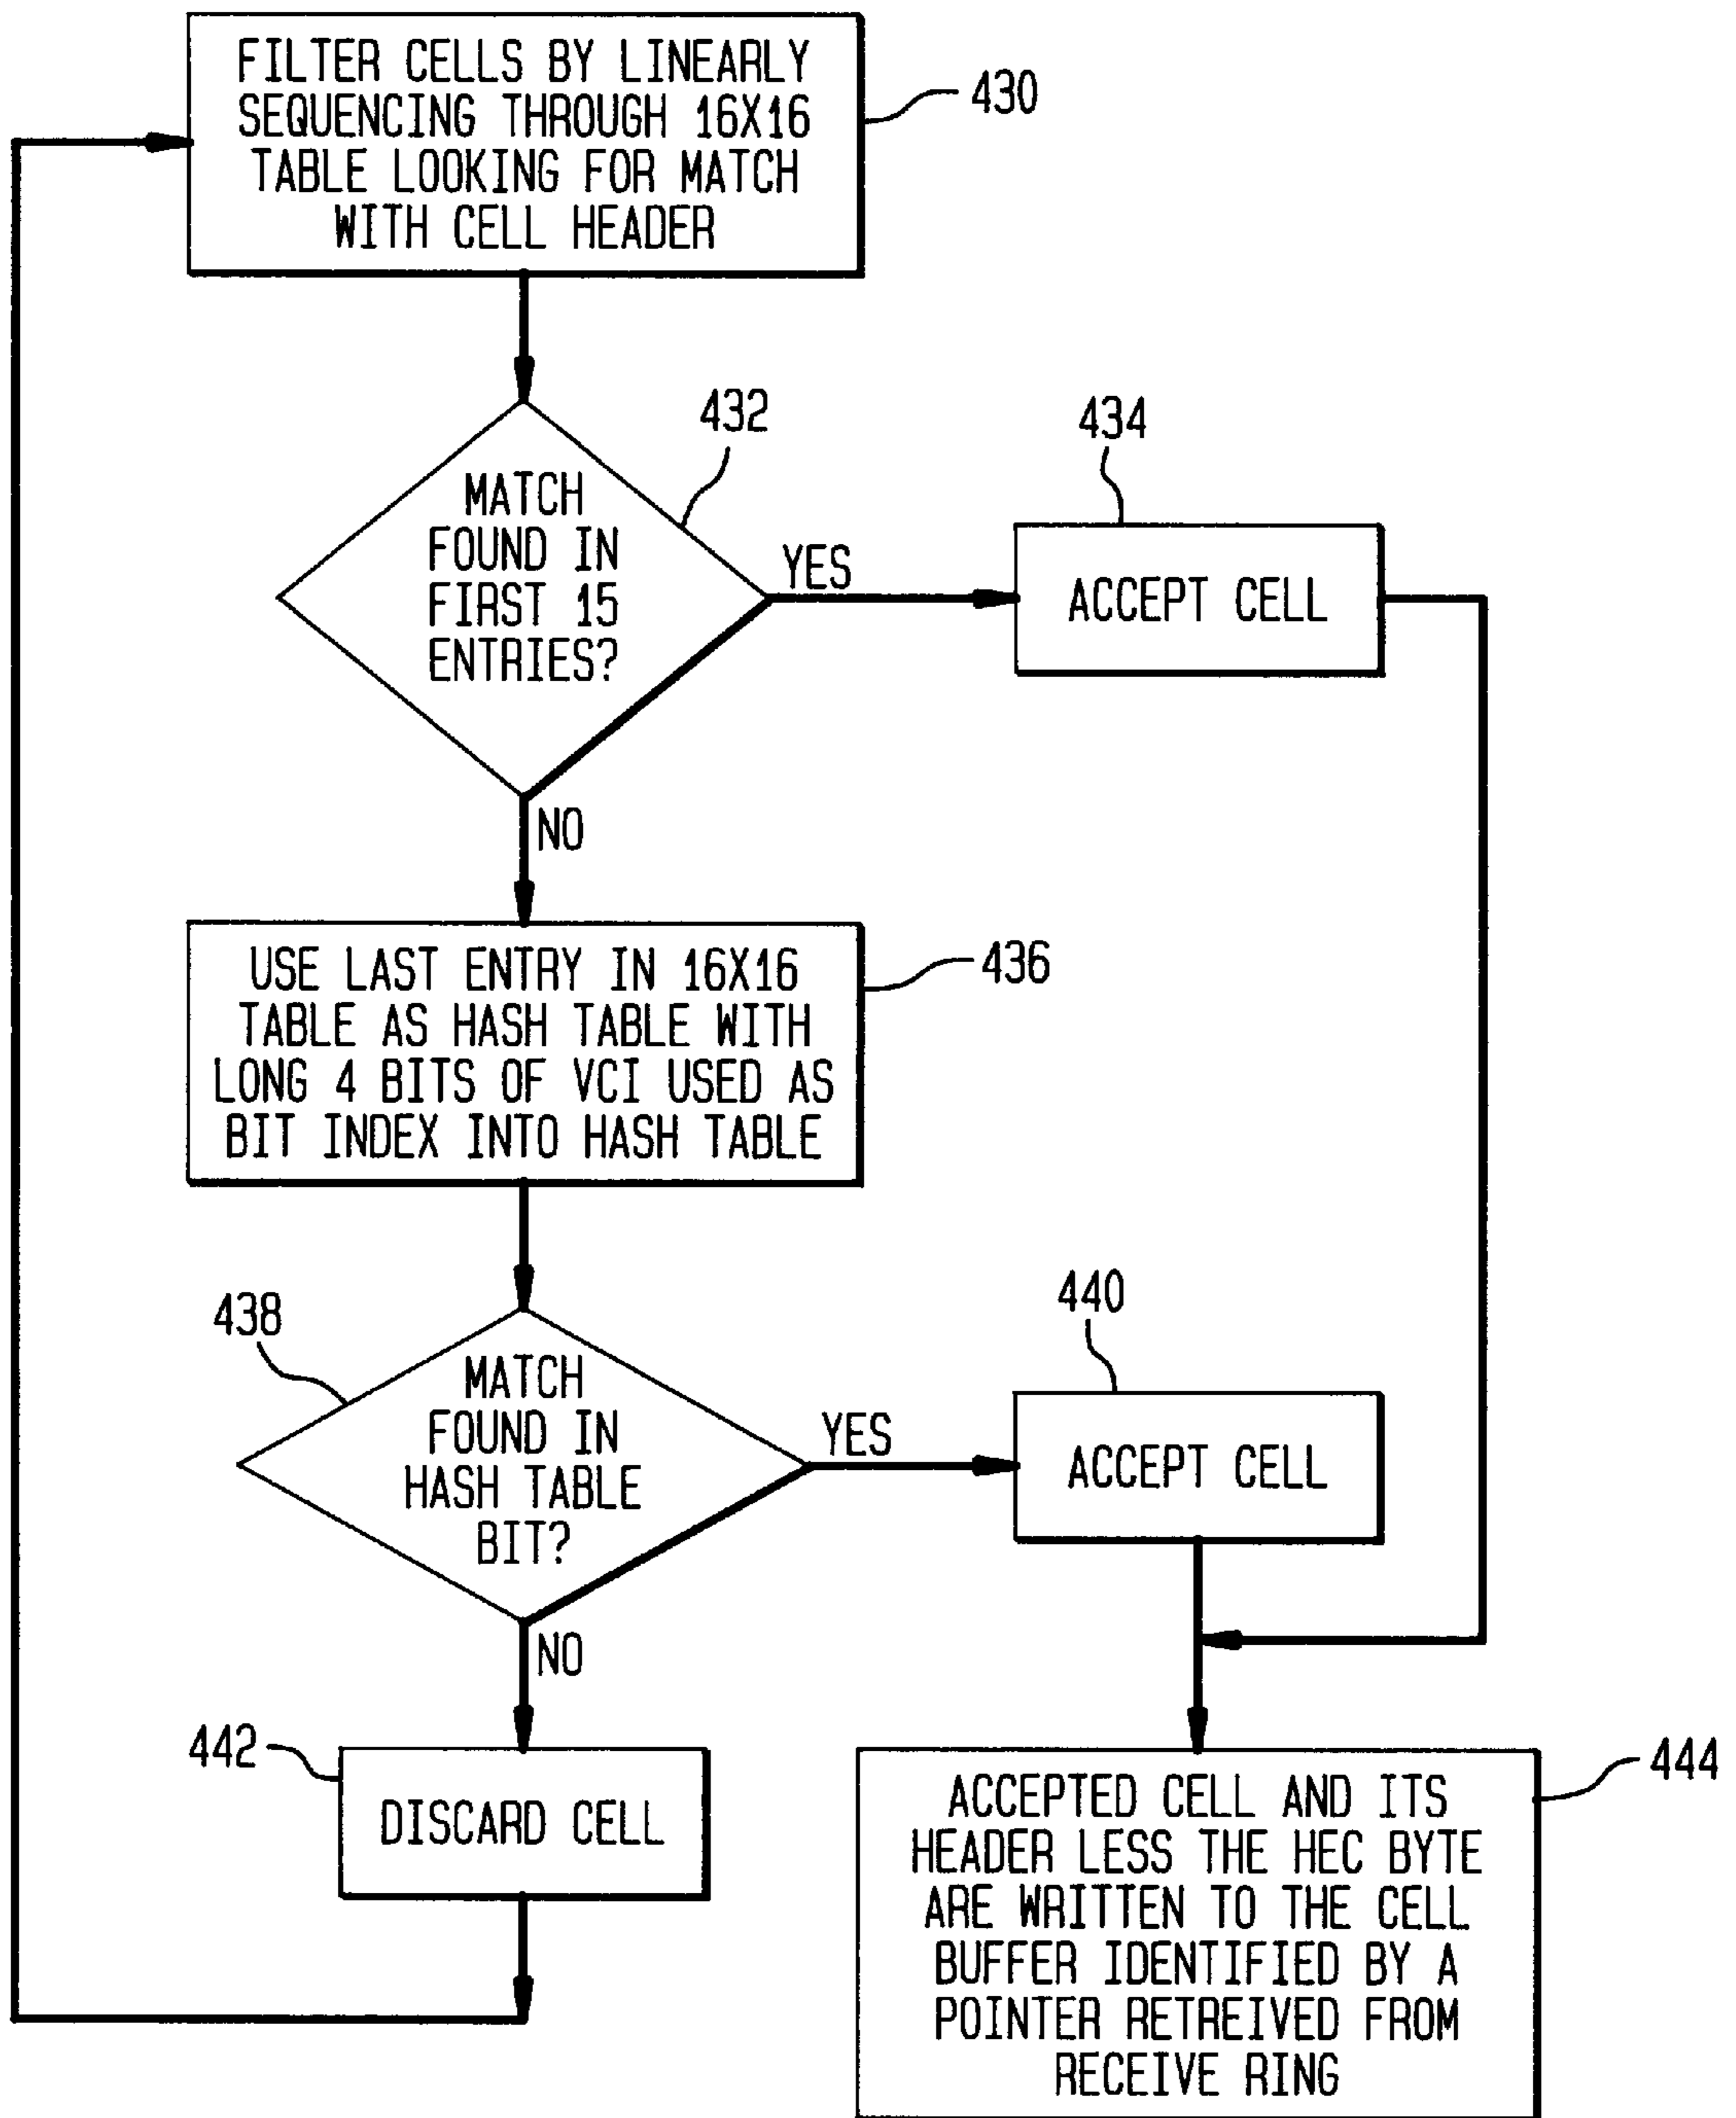 FILTER CELLS BY LINEARLY
SEQUENCING THROUGH 16X16
TABLE LOOKING FOR MATCH
WITH CELL HEADER
430
432
MATCH
FOUND IN
FIRST 15
ENTRIES?
YES
434
ACCEPT CELL
NO
USE LAST ENTRY IN 16X16
TABLE AS HASH TABLE WITH
LONG 4 BITS OF VCI USED AS
BIT INDEX INTO HASH TABLE
436
438
MATCH
FOUND IN
HASH TABLE
BIT?
YES
440
ACCEPT CELL
NO
442
DISCARD CELL
444
ACCEPTED CELL AND ITS
HEADER LESS THE HEC BYTE
ARE WRITTEN TO THE CELL
BUFFER IDENTIFIED BY A
POINTER RETREIVED FROM
RECEIVE RING